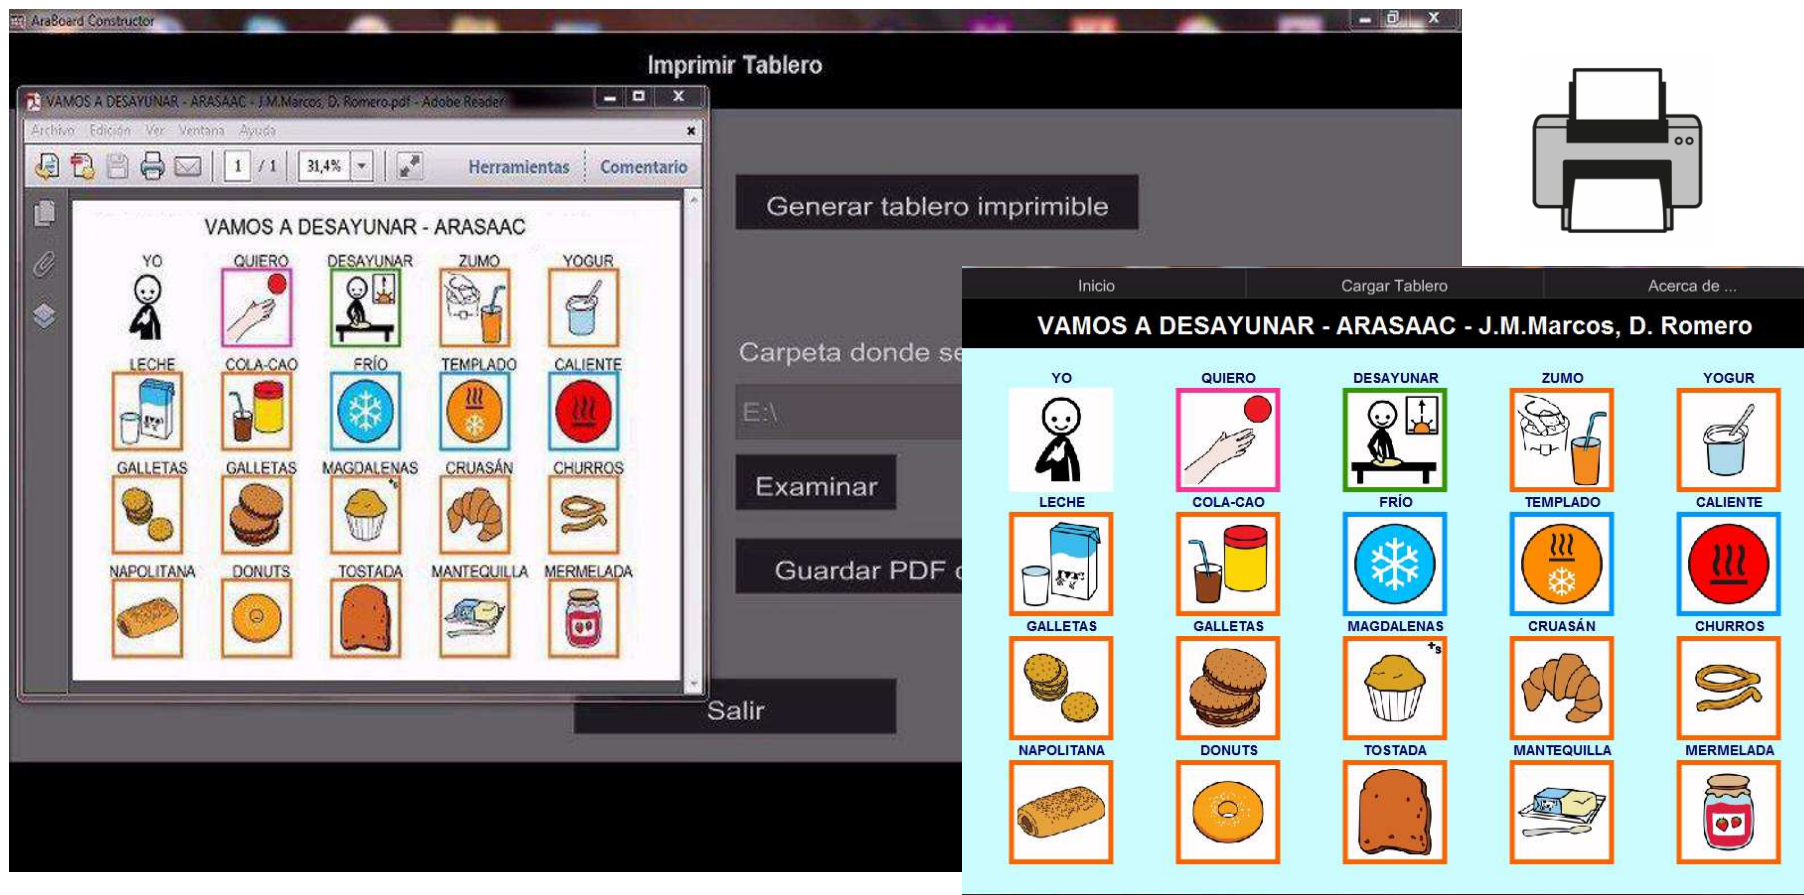 AraBoard Constructor
Imprimir Tablero
VAMOS A DESAYUNAR - ARASAAC - J.M.Marcos, D. Romero.pdf - Adobe Reader
Archivo Edición Ver Ventana Ayuda
1 / 1 31,4% Herramientas Comentario
VAMOS A DESAYUNAR - ARASAAC
YO QUIERO DESAYUNAR ZUMO YOGUR
LECHE COLA-CAO FRÍO TEMPLADO CALIENTE
GALLETAS GALLETAS MAGDALENAS CRUASÁN CHURROS
+s
NAPOLITANA DONUTS TOSTADA MANTEQUILLA MERMELADA
Generar tablero imprimible
Carpeta donde se
E:\
Examinar
Guardar PDF
Salir
Inicio Cargar Tablero Acerca de ...
VAMOS A DESAYUNAR - ARASAAC - J.M.Marcos, D. Romero
YO QUIERO DESAYUNAR ZUMO YOGUR
LECHE COLA-CAO FRÍO TEMPLADO CALIENTE
GALLETAS GALLETAS MAGDALENAS CRUASÁN CHURROS
+s
NAPOLITANA DONUTS TOSTADA MANTEQUILLA MERMELADA